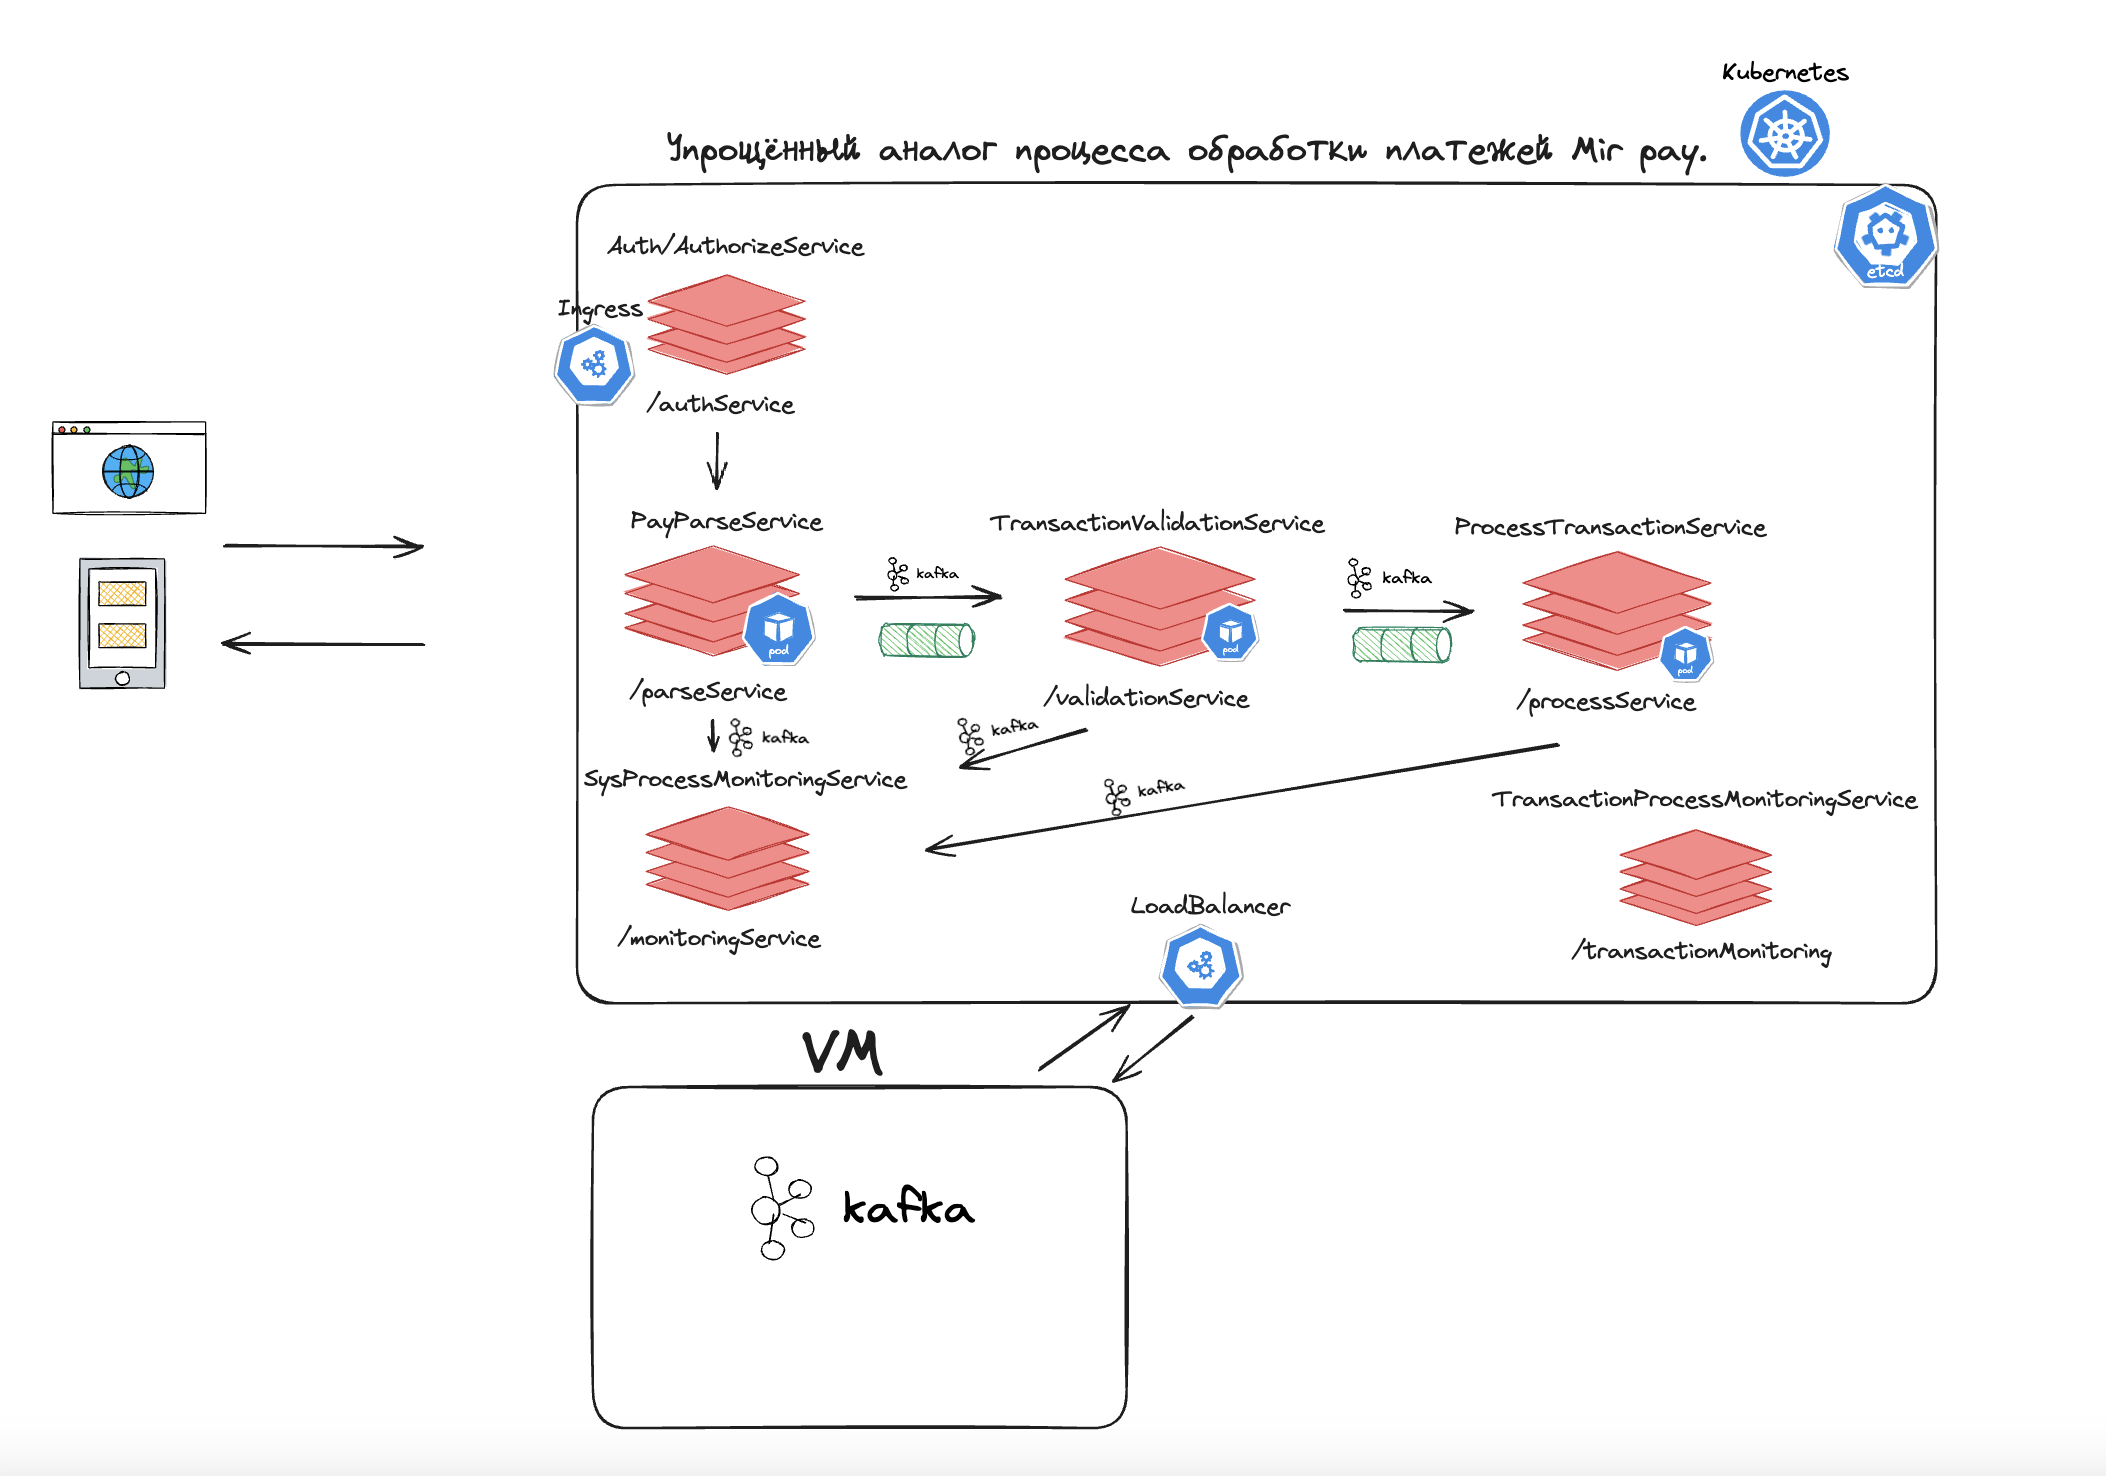 Kubernetes
Упрощённый аналог процесса обработки платежей Mir pay.
etcd
Auth/AuthorizeService
Ingress
/authService
PayParseService
TransactionValidationService
ProcessTransactionService
kafka
kafka
pod
pod
pod
/parseService
/validationService
/processService
kafka
kafka
SysProcessMonitoringService
kafka
TransactionProcessMonitoringService
LoadBalancer
/monitoringService
/transactionMonitoring
VM
kafka